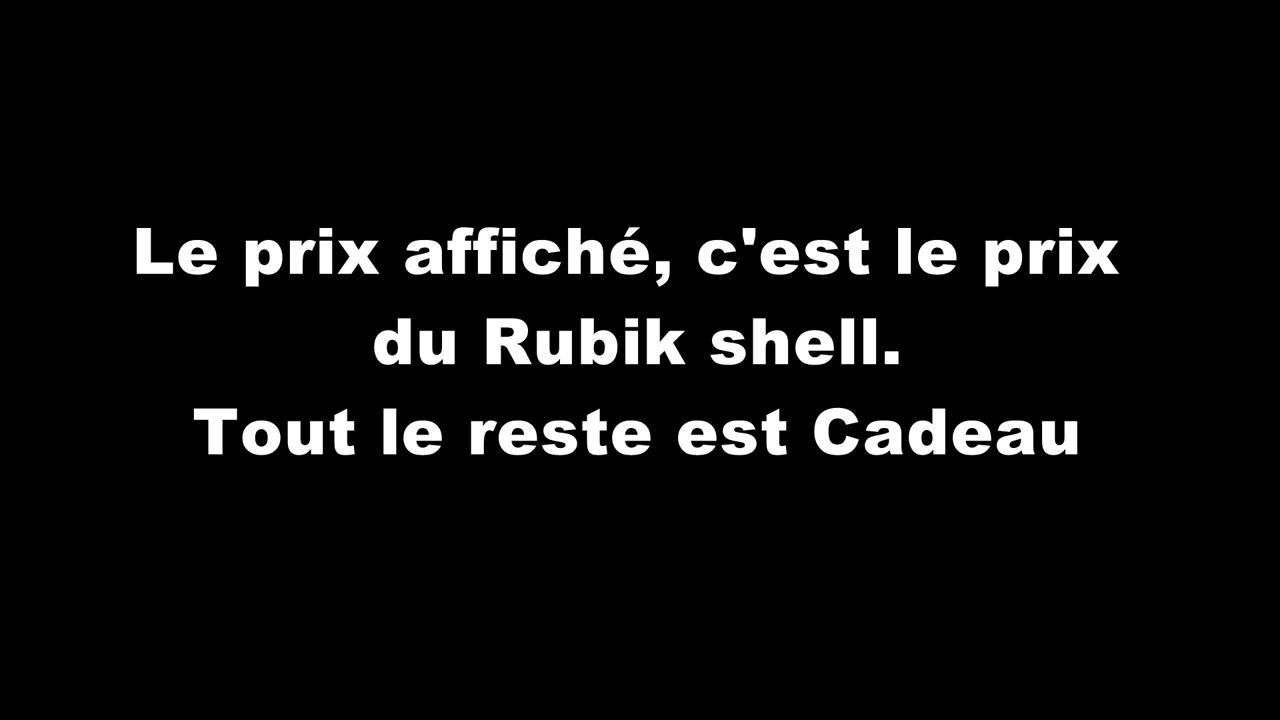 Le prix affiché, c'est le prix
du Rubik shell.
Tout le reste est Cadeau